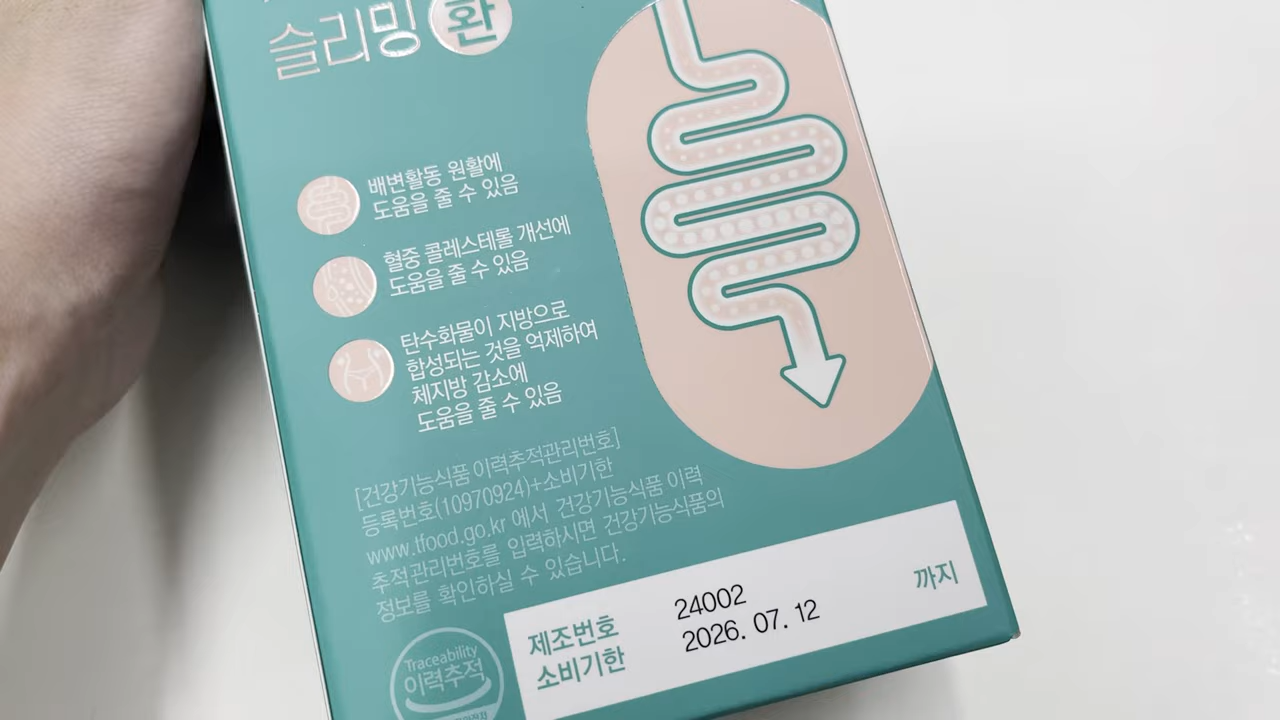 슬리밍 환
배변활동 원활에
도움을 줄 수 있음
혈중 콜레스테롤 개선에
도움을 줄 수 있음
탄수화물이 지방으로
합성되는 것을 억제하여
체지방 감소에
도움을 줄 수 있음
[건강기능식품 이력추적관리번호]
등록번호(10970924)+소비기한
www.tfood.go.kr 에서 건강기능식품 이력
추적관리번호를 입력하시면 건강기능식품의
정보를 확인하실 수 있습니다.
제조번호 24002
소비기한 2026. 07. 12 까지
Traceability
이력추적